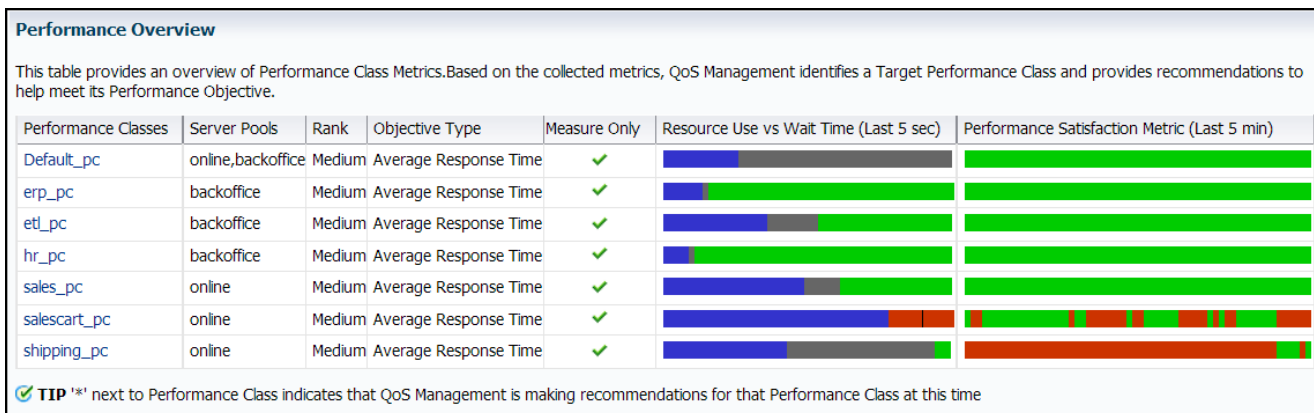 Performance Overview
This table provides an overview of Performance Class Metrics.Based on the collected metrics, QoS Management identifies a Target Performance Class and provides recommendations to
help meet its Performance Objective.
Performance Classes Server Pools Rank Objective Type Measure Only Resource Use vs Wait Time (Last 5 sec) Performance Satisfaction Metric (Last 5 min)
Default_pc online,backoffice Medium Average Response Time
erp_pc backoffice Medium Average Response Time
etl_pc backoffice Medium Average Response Time
hr_pc backoffice Medium Average Response Time
sales_pc online Medium Average Response Time
salescart_pc online Medium Average Response Time
shipping_pc online Medium Average Response Time
TIP '*' next to Performance Class indicates that QoS Management is making recommendations for that Performance Class at this time